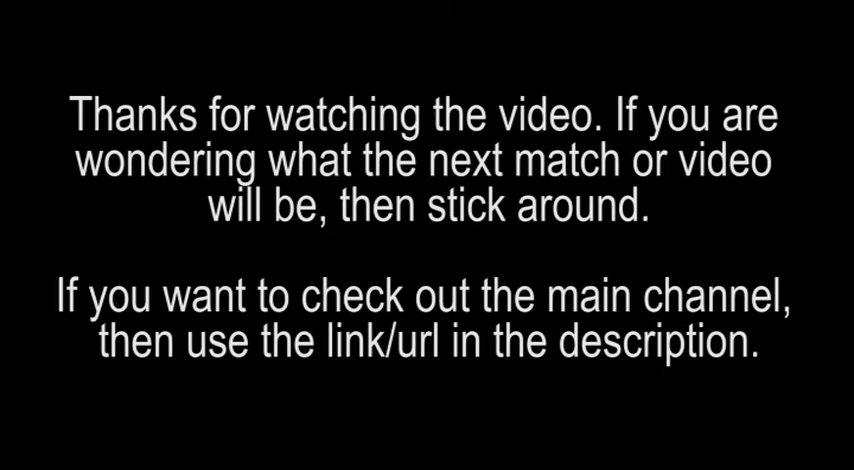 Thanks for watching the video. If you are
wondering what the next match or video
will be, then stick around.
If you want to check out the main channel,
then use the link/url in the description.